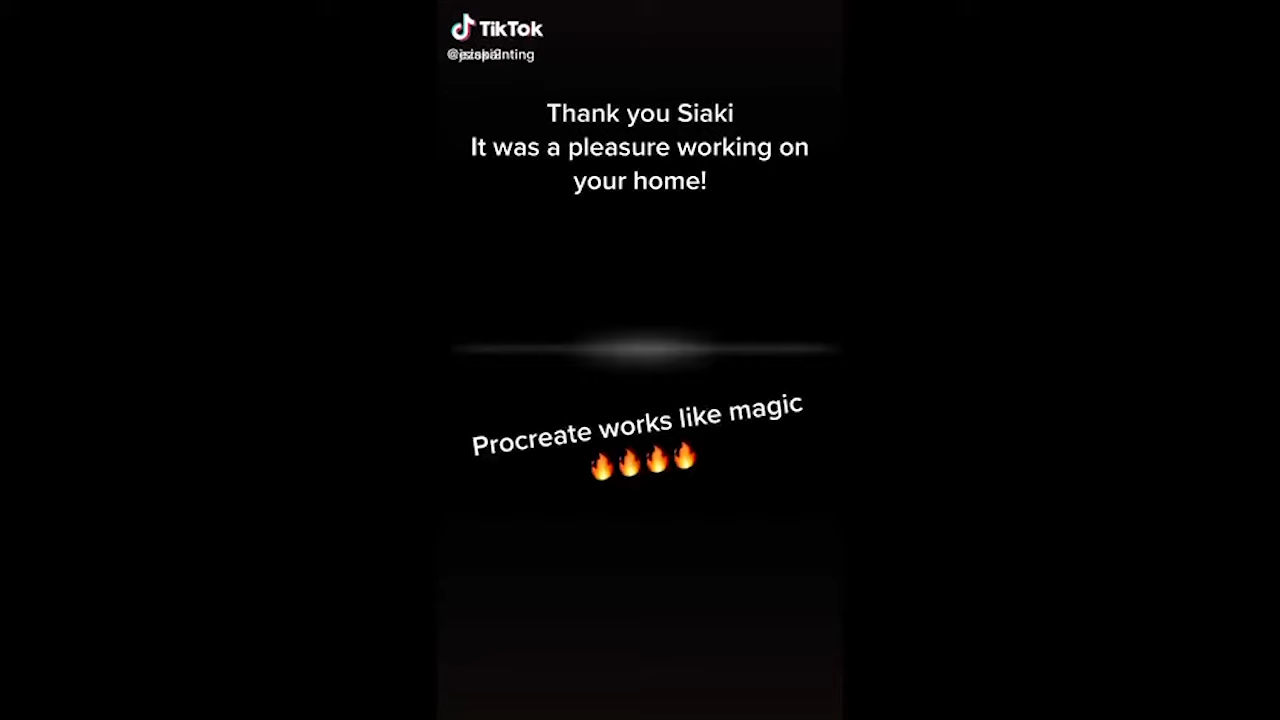 TikTok
Thank you Siaki
It was a pleasure working on
your home!
Procreate works like magic
🔥🔥🔥🔥